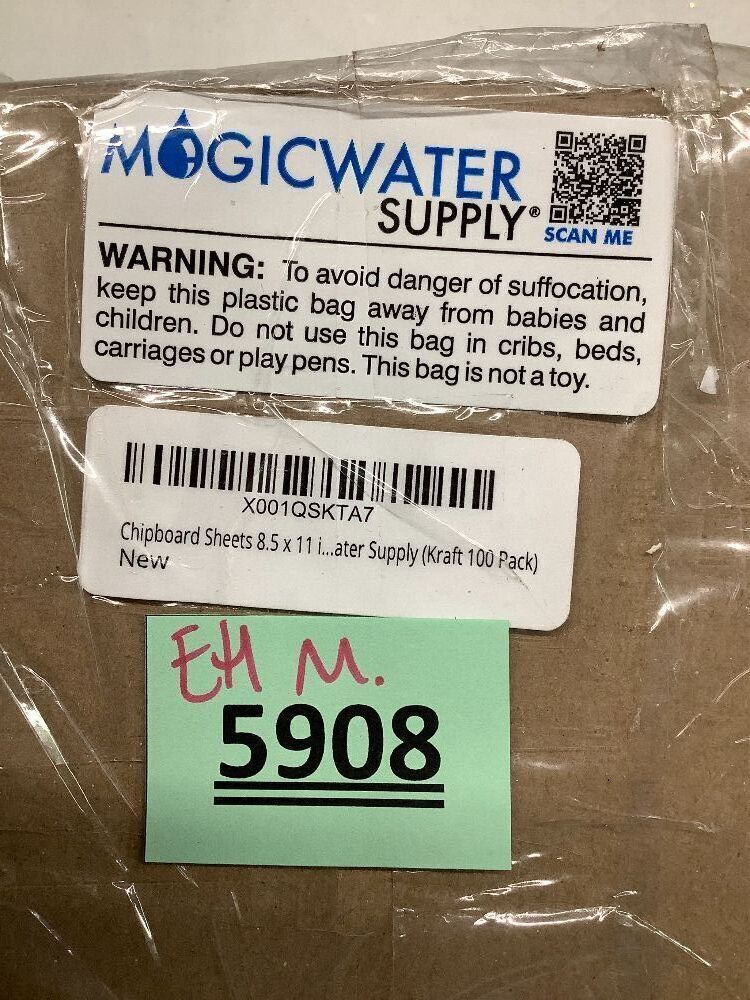 MAGICWATER
SUPPLY®
SCAN ME
WARNING: To avoid danger of suffocation,
keep this plastic bag away from babies and
children. Do not use this bag in cribs, beds,
carriages or play pens. This bag is not a toy.
X001QSKTA7
Chipboard Sheets 8.5 x 11 i...ater Supply (Kraft 100 Pack)
New
EH M.
5908